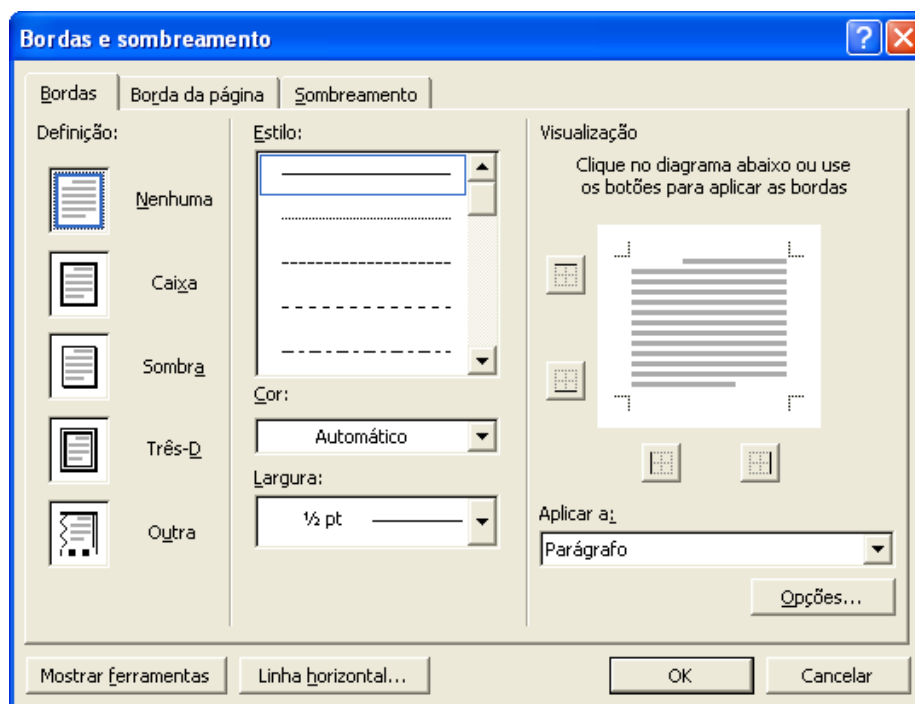 Bordas e sombreamento
Bordas
Borda da página
Sombreamento
Definição:
Nenhuma
Caixa
Sombra
Três-D
Outra
Estilo:
Cor:
Automático
Largura:
½ pt
Visualização
Clique no diagrama abaixo ou use
os botões para aplicar as bordas
Aplicar a:
Parágrafo
Opções...
Mostrar ferramentas
Linha horizontal...
OK
Cancelar